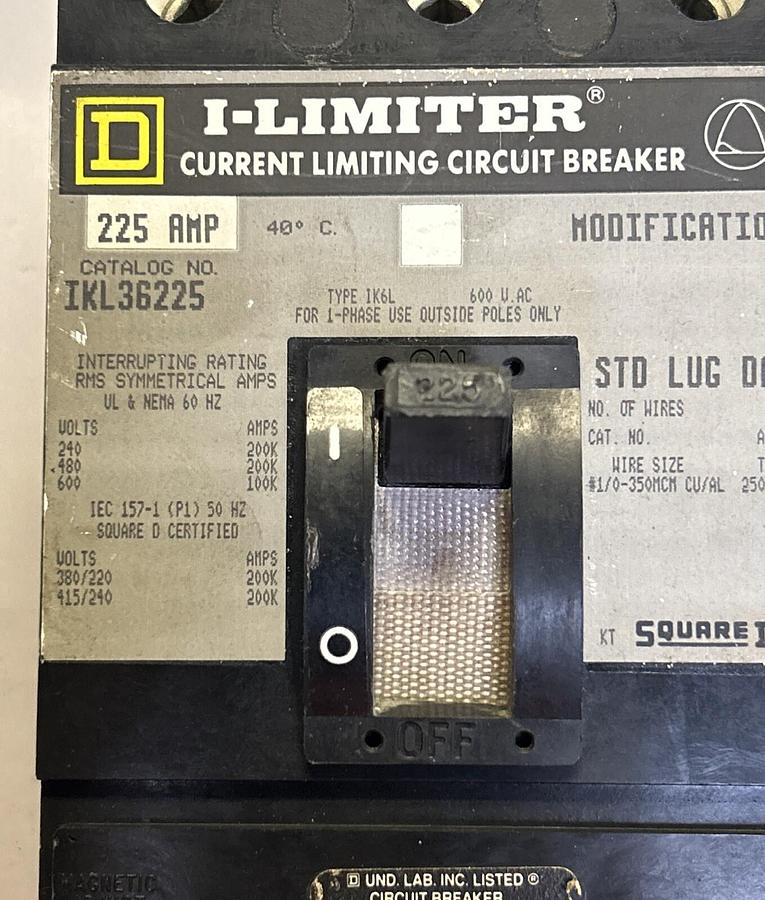 D I-LIMITER®
CURRENT LIMITING CIRCUIT BREAKER
225 AMP 40° C.
MODIFICATIO
CATALOG NO.
IKL36225
TYPE IK6L 600 V.AC
FOR 1-PHASE USE OUTSIDE POLES ONLY
INTERRUPTING RATING
RMS SYMMETRICAL AMPS
UL & NEMA 60 HZ
VOLTS AMPS
240 200K
480 200K
600 100K
IEC 157-1 (P1) 50 HZ
SQUARE D CERTIFIED
VOLTS AMPS
380/220 200K
415/240 200K
ON
225
I
O
OFF
STD LUG DA
NO. OF WIRES
CAT. NO. A
WIRE SIZE T
#1/0-350MCM CU/AL 250
KT SQUARE D
MAGNETIC
D UND. LAB. INC. LISTED ®
CIRCUIT BREAKER